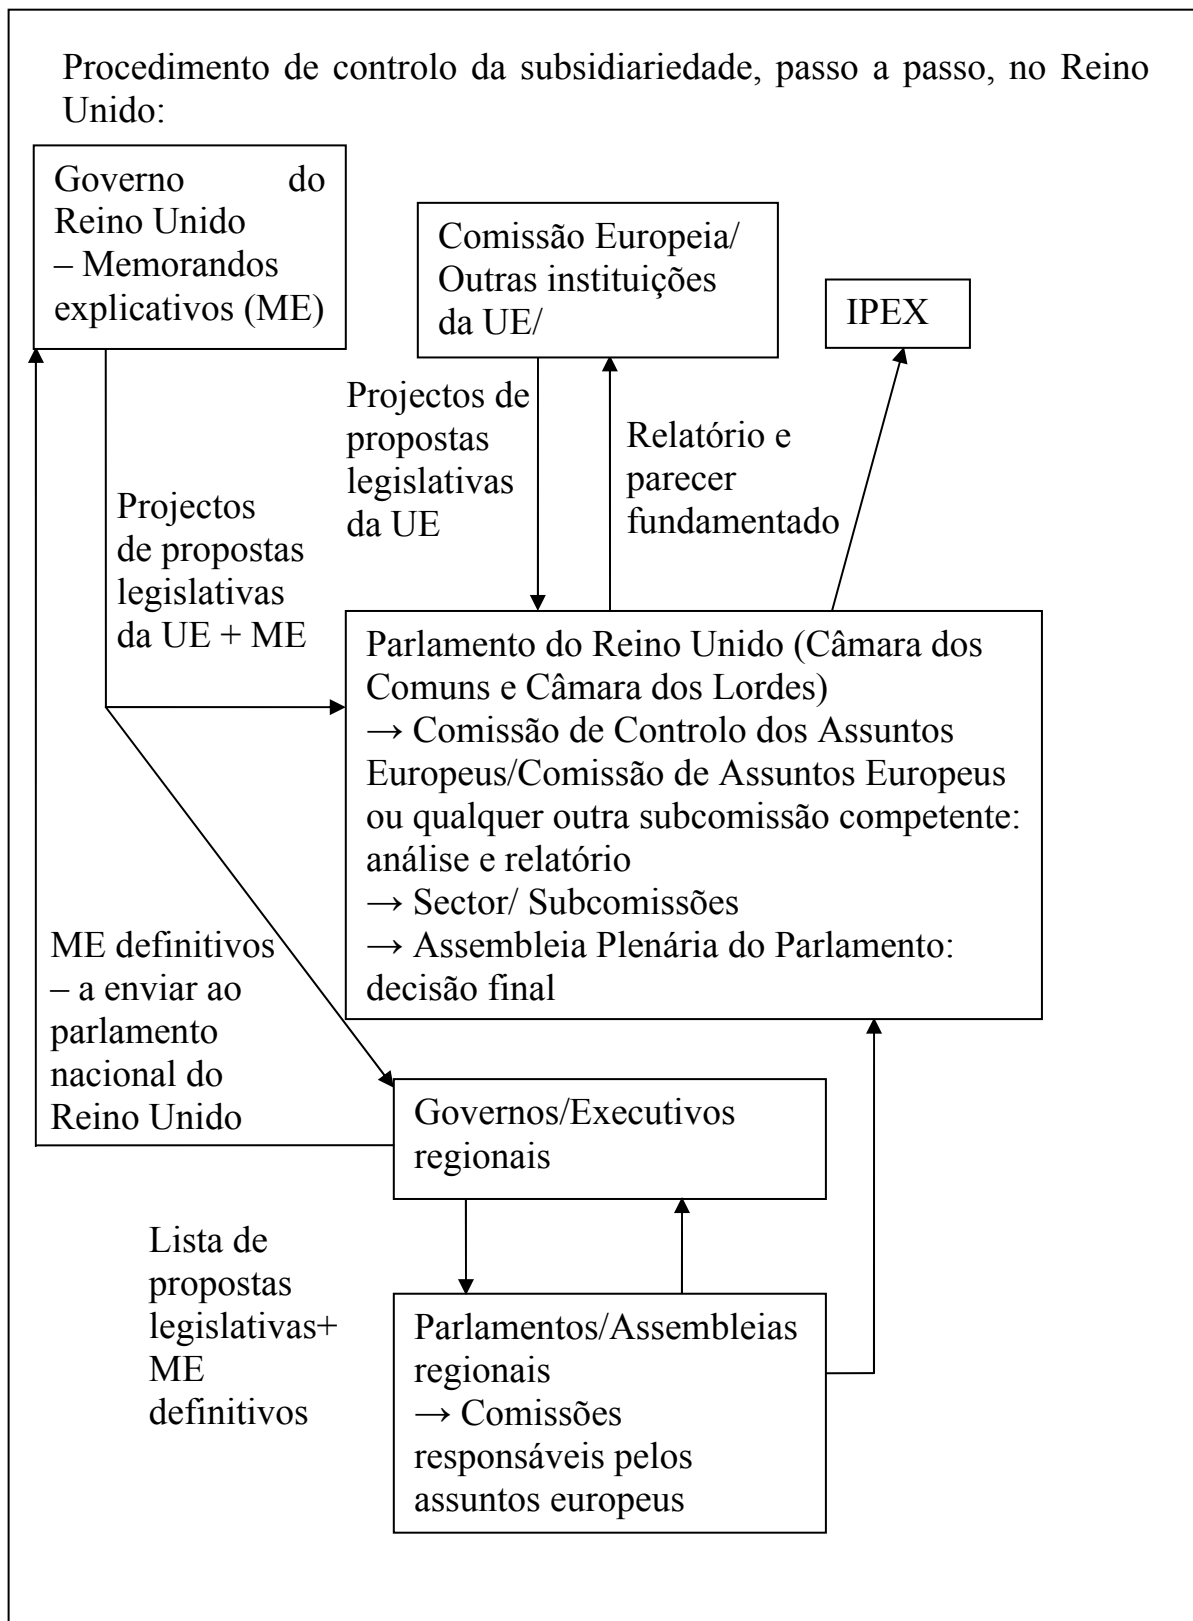 Procedimento de controlo da subsidiariedade, passo a passo, no Reino
Unido:
Governo do
Reino Unido
– Memorandos
explicativos (ME)
Comissão Europeia/
Outras instituições
da UE/
IPEX
Projectos de
propostas
legislativas
da UE
Relatório e
parecer
fundamentado
Projectos
de propostas
legislativas
da UE + ME
Parlamento do Reino Unido (Câmara dos
Comuns e Câmara dos Lordes)
→ Comissão de Controlo dos Assuntos
Europeus/Comissão de Assuntos Europeus
ou qualquer outra subcomissão competente:
análise e relatório
→ Sector/ Subcomissões
→ Assembleia Plenária do Parlamento:
decisão final
ME definitivos
– a enviar ao
parlamento
nacional do
Reino Unido
Governos/Executivos
regionais
Lista de
propostas
legislativas+
ME
definitivos
Parlamentos/Assembleias
regionais
→ Comissões
responsáveis pelos
assuntos europeus